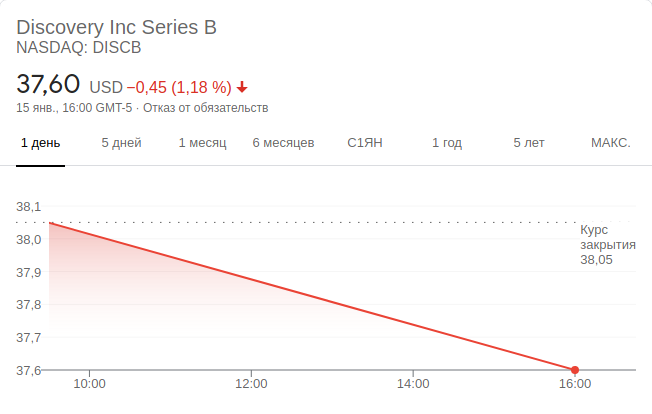 Discovery Inc Series B
NASDAQ: DISCB
37,60 USD −0,45 (1,18 %)
15 янв., 16:00 GMT-5 · Отказ от обязательств
1 день 5 дней 1 месяц 6 месяцев С1ЯН 1 год 5 лет МАКС.
38,1
38,0
37,9
37,8
37,7
37,6
Курс
закрытия
38,05
10:00 12:00 14:00 16:00